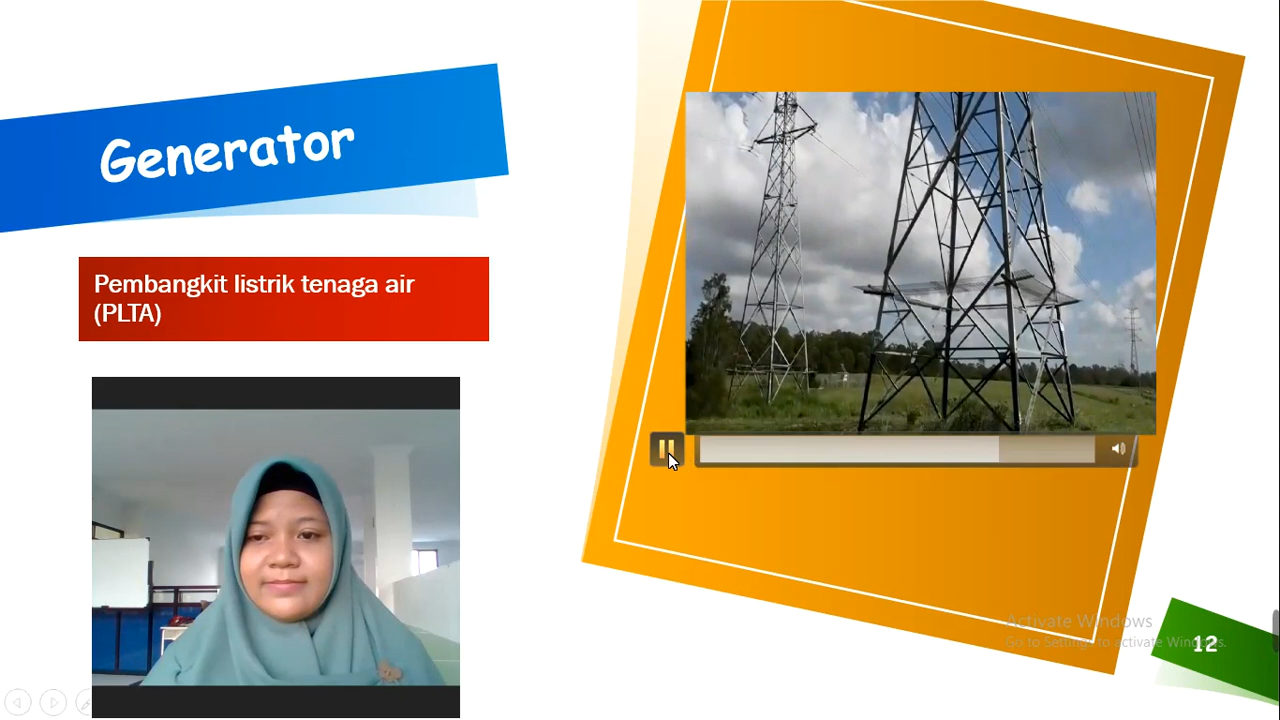 Generator
Pembangkit listrik tenaga air
(PLTA)
Activate Windows
Go to Settings to activate Windows.
12